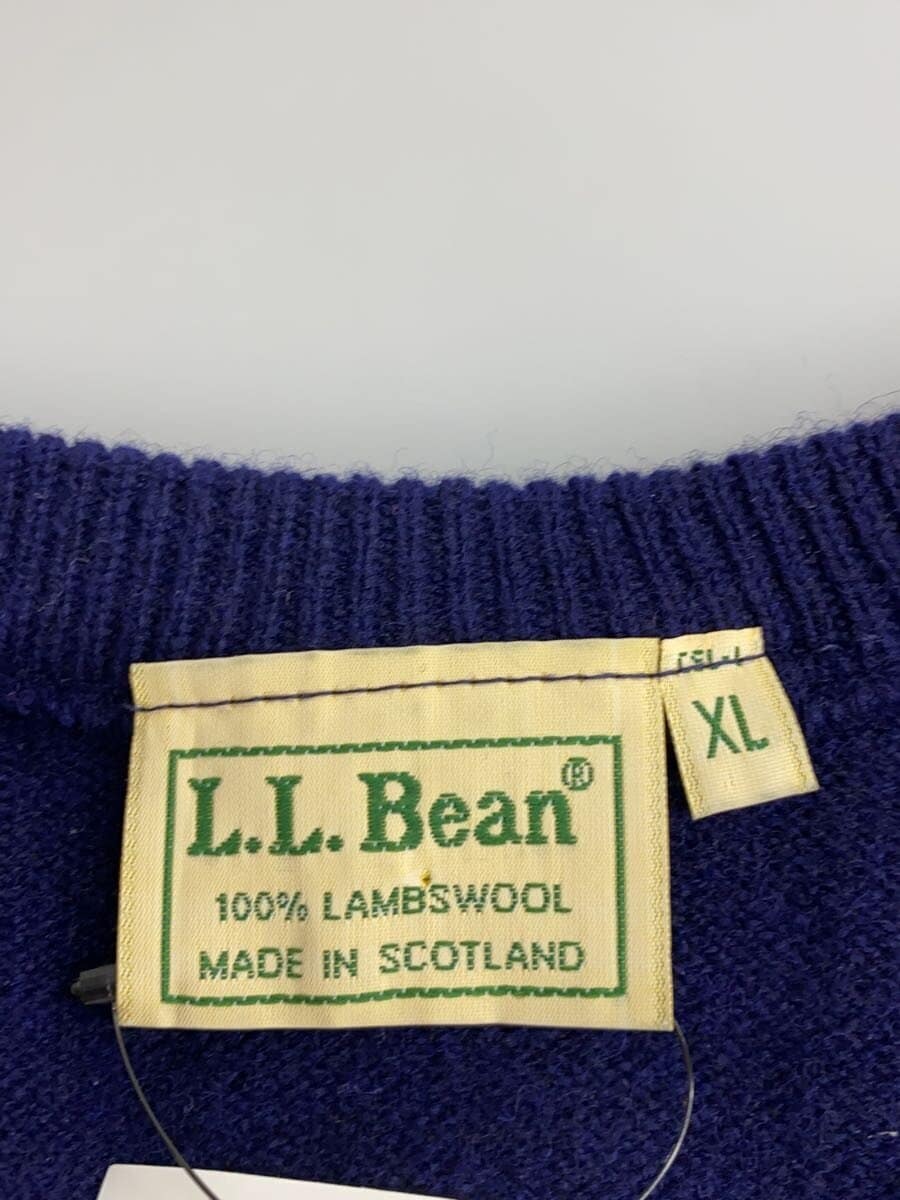 L.L.Bean®
100% LAMBSWOOL
MADE IN SCOTLAND
XL